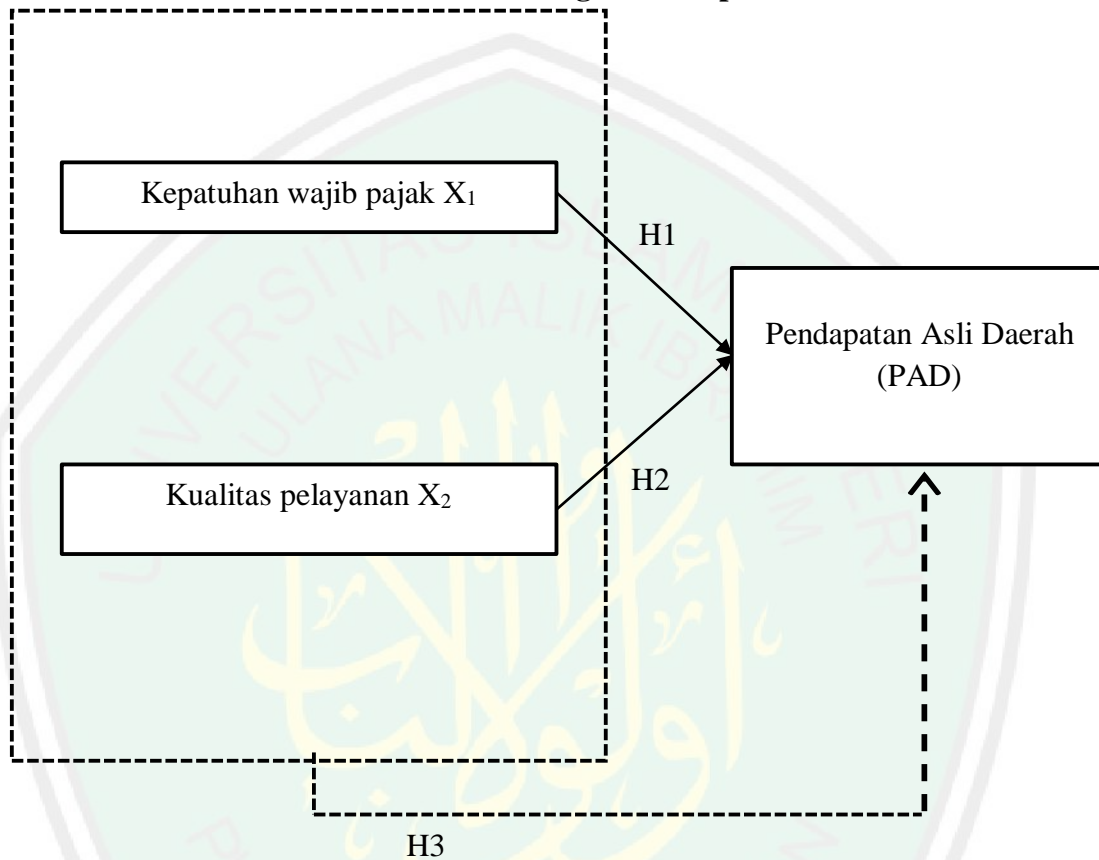 Kepatuhan wajib pajak X₁
H1
Pendapatan Asli Daerah
(PAD)
Kualitas pelayanan X₂
H2
H3